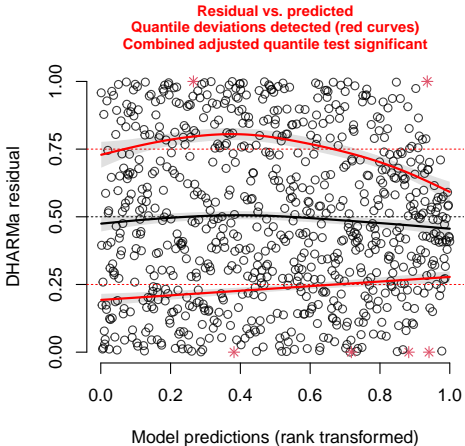 Residual vs. predicted
Quantile deviations detected (red curves)
Combined adjusted quantile test significant
1.00
0.75
0.50
0.25
0.00
DHARMa residual
0.0 0.2 0.4 0.6 0.8 1.0
Model predictions (rank transformed)